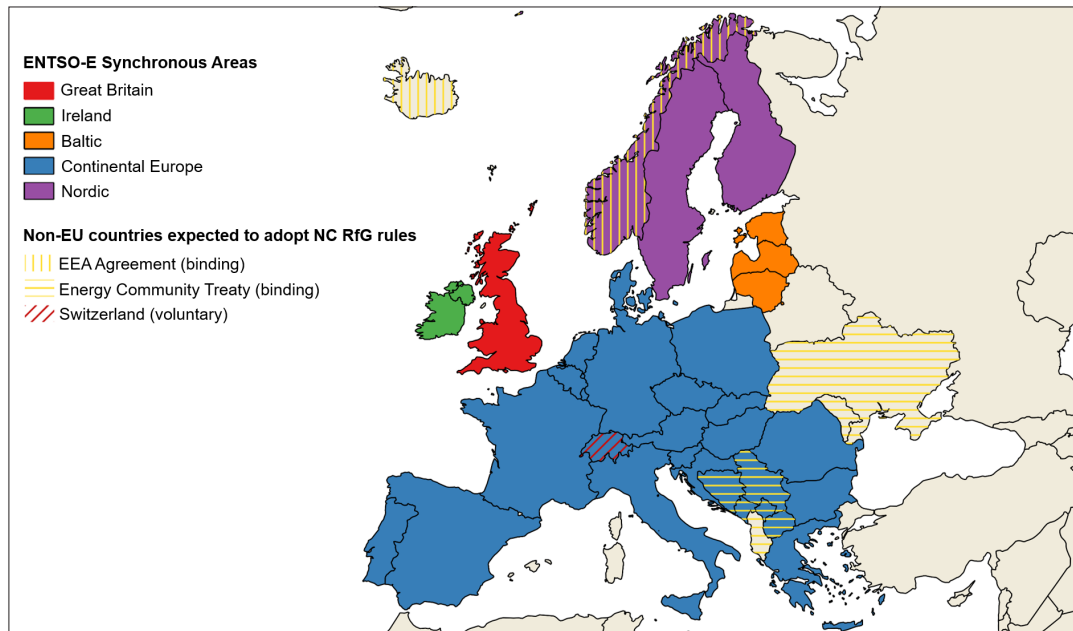 ENTSO-E Synchronous Areas
Great Britain
Ireland
Baltic
Continental Europe
Nordic
Non-EU countries expected to adopt NC RfG rules
EEA Agreement (binding)
Energy Community Treaty (binding)
Switzerland (voluntary)